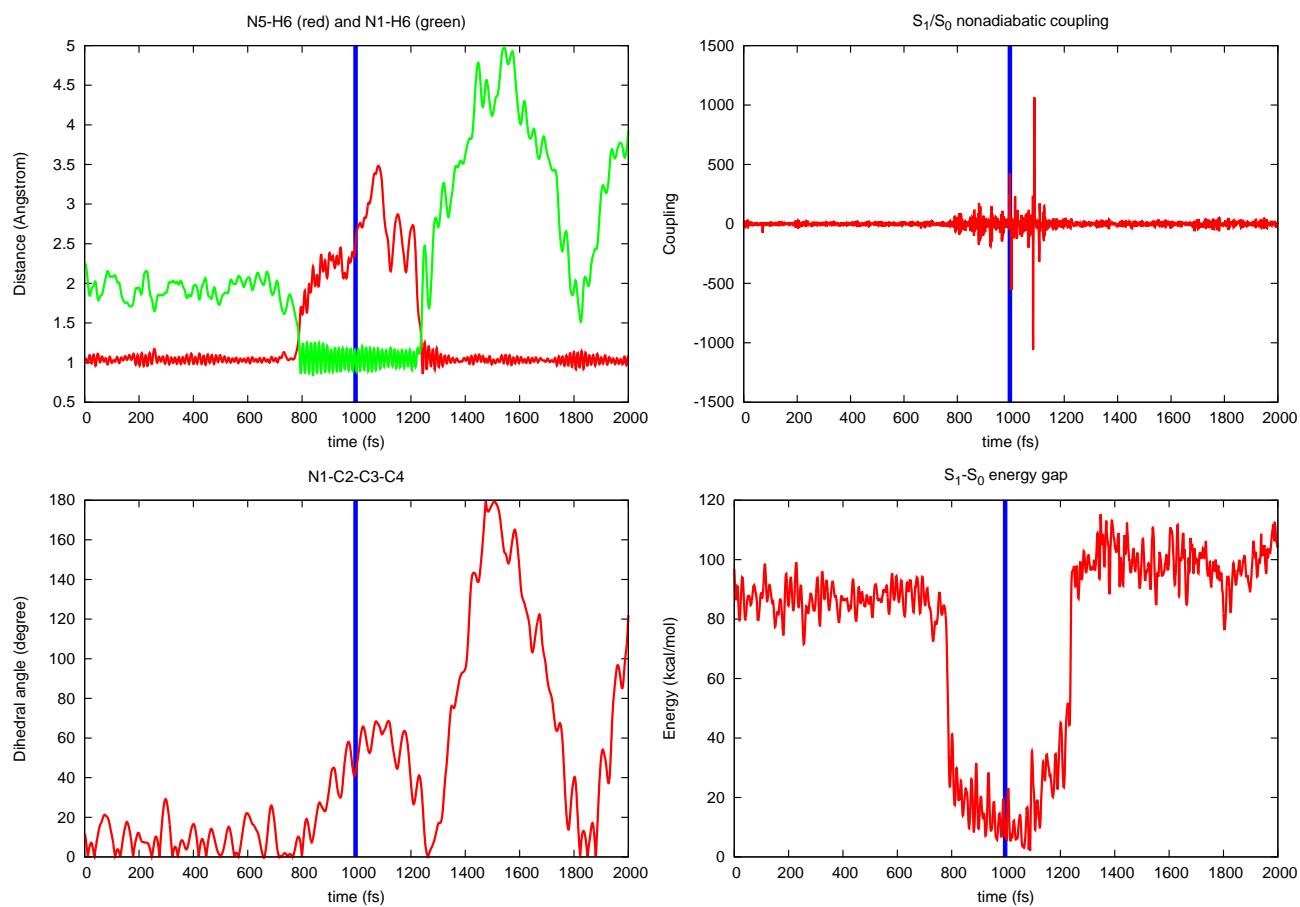 N5-H6 (red) and N1-H6 (green)
5
4.5
4
3.5
3
2.5
2
1.5
1
0.5
Distance (Angstrom)
0 200 400 600 800 1000 1200 1400 1600 1800 2000
time (fs)
S1/S0 nonadiabatic coupling
1500
1000
500
0
-500
-1000
-1500
Coupling
0 200 400 600 800 1000 1200 1400 1600 1800 2000
time (fs)
N1-C2-C3-C4
180
160
140
120
100
80
60
40
20
0
Dihedral angle (degree)
0 200 400 600 800 1000 1200 1400 1600 1800 2000
time (fs)
S1-S0 energy gap
120
100
80
60
40
20
0
Energy (kcal/mol)
0 200 400 600 800 1000 1200 1400 1600 1800 2000
time (fs)